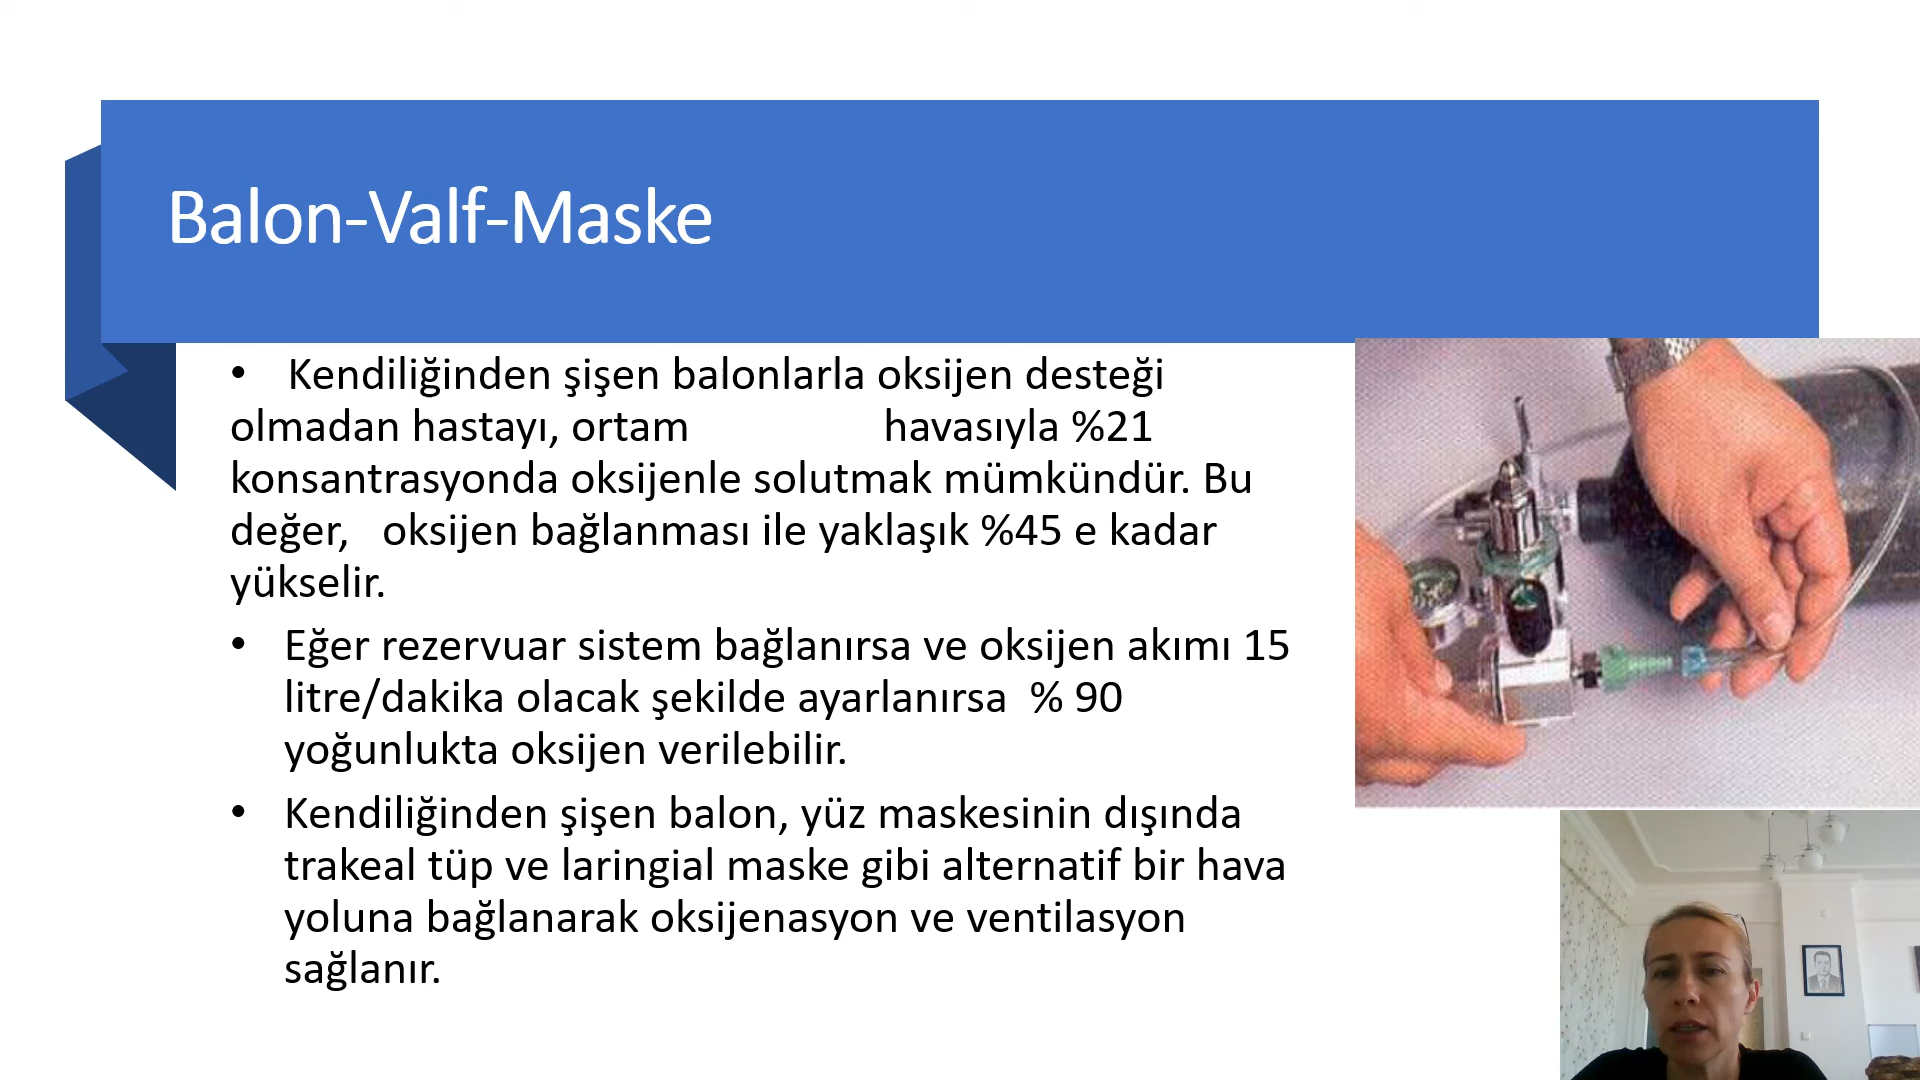 Balon-Valf-Maske
• Kendiliğinden şişen balonlarla oksijen desteği
olmadan hastayı, ortam havasıyla %21
konsantrasyonda oksijenle solutmak mümkündür. Bu
değer, oksijen bağlanması ile yaklaşık %45 e kadar
yükselir.
• Eğer rezervuar sistem bağlanırsa ve oksijen akımı 15
litre/dakika olacak şekilde ayarlanırsa % 90
yoğunlukta oksijen verilebilir.
• Kendiliğinden şişen balon, yüz maskesinin dışında
trakeal tüp ve laringial maske gibi alternatif bir hava
yoluna bağlanarak oksijenasyon ve ventilasyon
sağlanır.